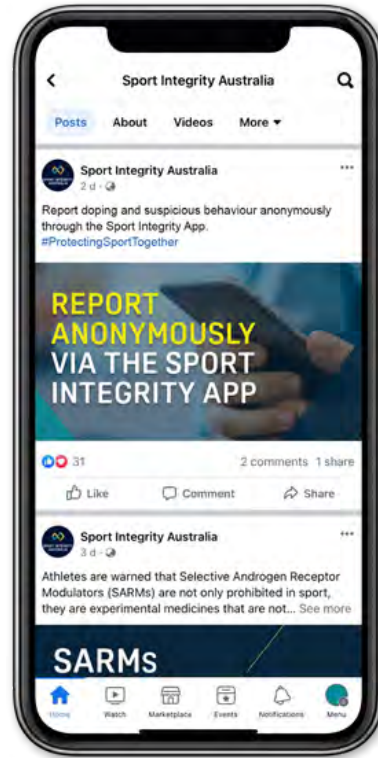 Sport Integrity Australia
Posts About Videos More
Sport Integrity Australia
2 d
Report doping and suspicious behaviour anonymously
through the Sport Integrity App.
#ProtectingSportTogether
REPORT
ANONYMOUSLY
VIA THE SPORT
INTEGRITY APP
31 2 comments 1 share
Like Comment Share
Sport Integrity Australia
3 d
Athletes are warned that Selective Androgen Receptor
Modulators (SARMs) are not only prohibited in sport,
they are experimental medicines that are not... See more
SARMs
Home Watch Marketplace Events Notifications Menu